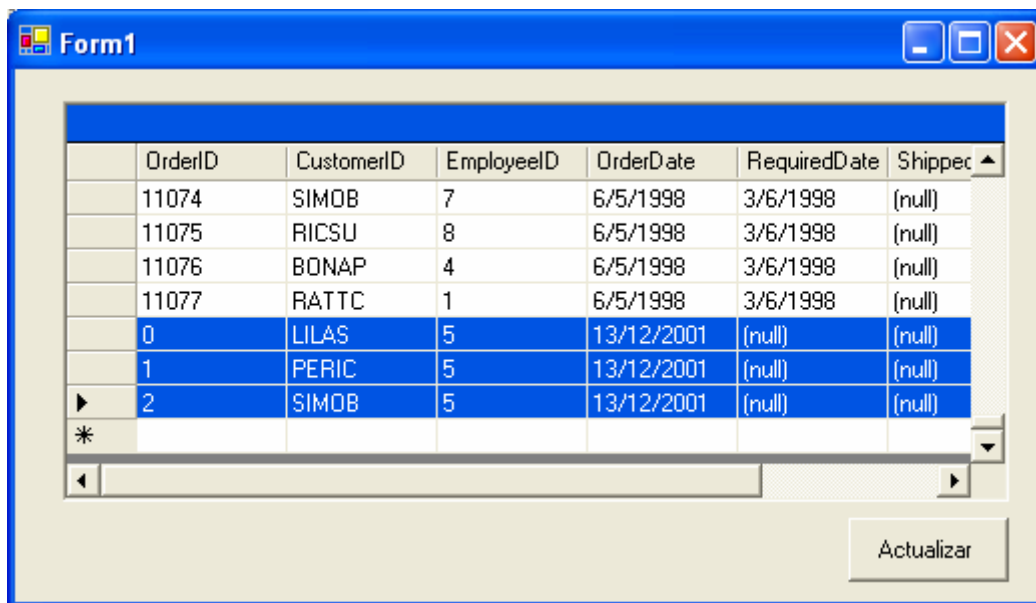 Form1
OrderID CustomerID EmployeeID OrderDate RequiredDate Shipped
11074 SIMOB 7 6/5/1998 3/6/1998 (null)
11075 RICSU 8 6/5/1998 3/6/1998 (null)
11076 BONAP 4 6/5/1998 3/6/1998 (null)
11077 RATTC 1 6/5/1998 3/6/1998 (null)
0 LILAS 5 13/12/2001 (null) (null)
1 PERIC 5 13/12/2001 (null) (null)
2 SIMOB 5 13/12/2001 (null) (null)
Actualizar